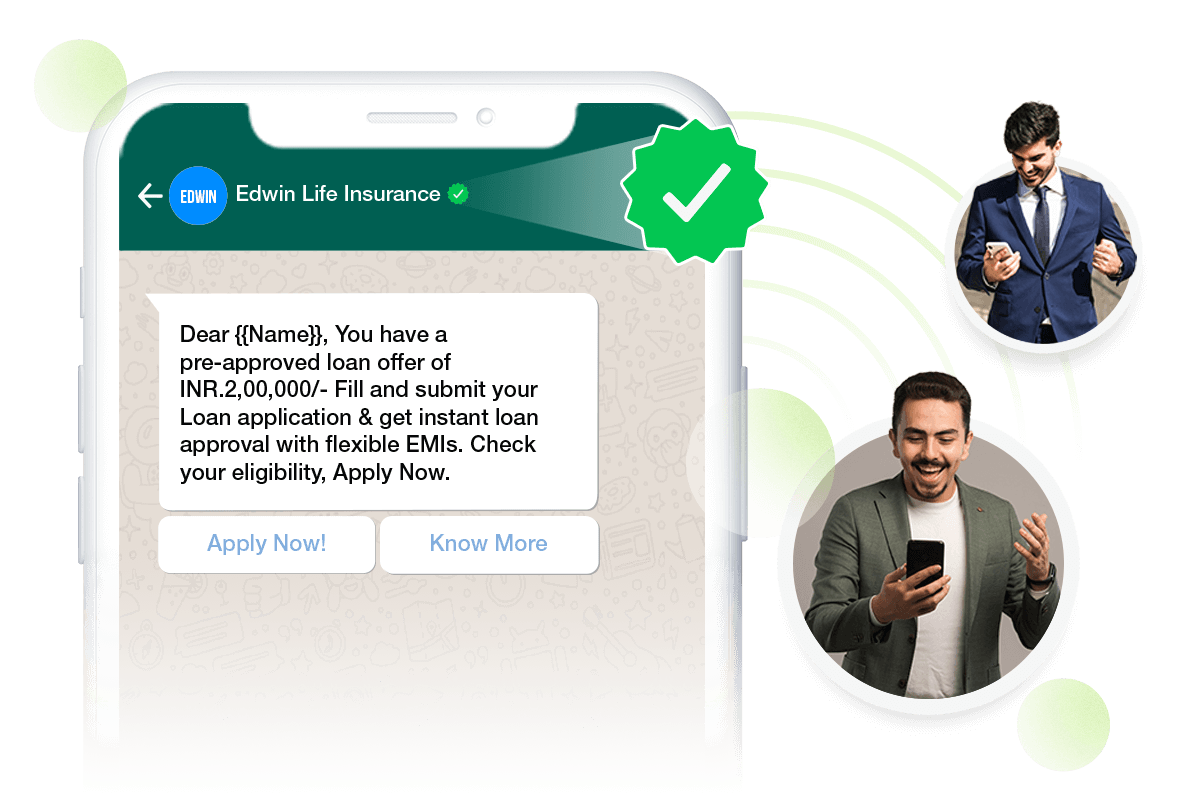 EDWIN
Edwin Life Insurance
Dear {{Name}}, You have a
pre-approved loan offer of
INR.2,00,000/- Fill and submit your
Loan application & get instant loan
approval with flexible EMIs. Check
your eligibility, Apply Now.
Apply Now!
Know More